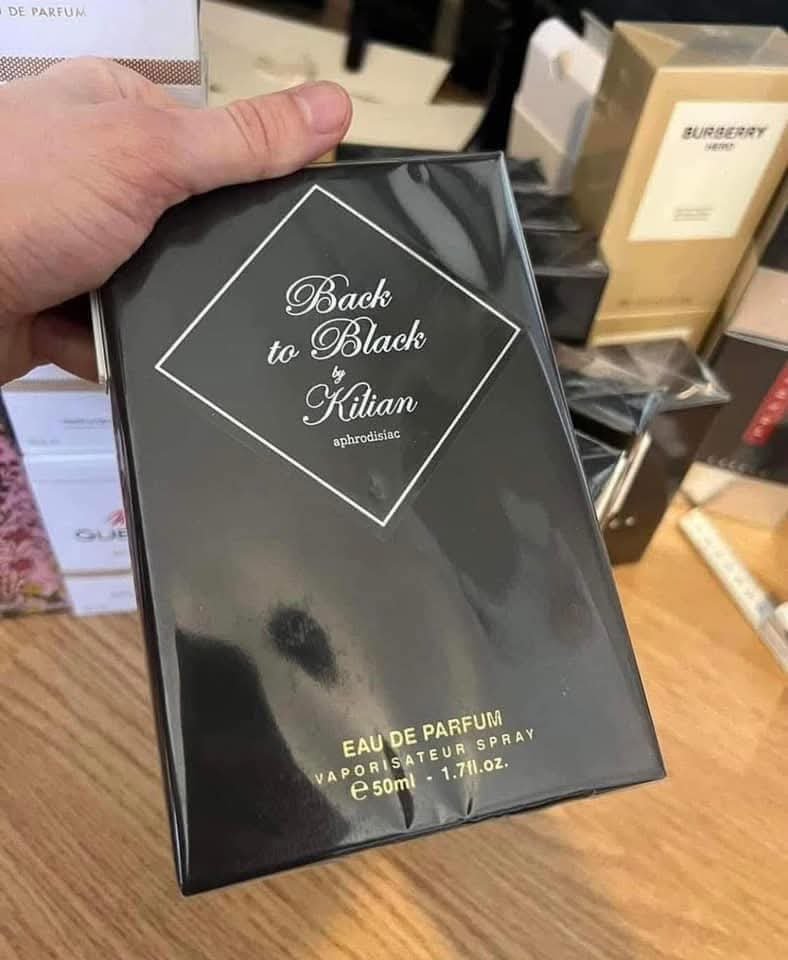 DE PARFUM
BURBERRY
HERO
Back
to Black
by
Kilian
aphrodisiac
EAU DE PARFUM
VAPORISATEUR SPRAY
e 50ml - 1.7fl.oz.